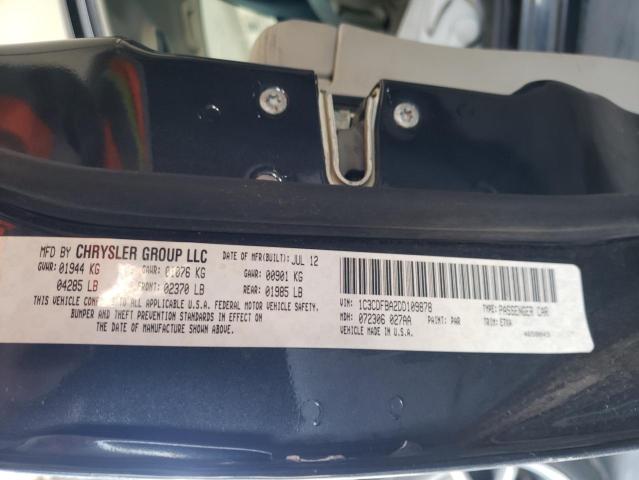 MFD BY CHRYSLER GROUP LLC DATE OF MFR(BUILT): JUL 12
GVWR: 01944 KG GAWR: 01076 KG GAWR: 00901 KG
04285 LB FRONT: 02370 LB REAR: 01985 LB
THIS VEHICLE CONFORMS TO ALL APPLICABLE U.S.A. FEDERAL MOTOR VEHICLE SAFETY,
BUMPER AND THEFT PREVENTION STANDARDS IN EFFECT ON
THE DATE OF MANUFACTURE SHOWN ABOVE.
VIN: 1C3CDFBA2DD109878 TYPE: PASSENGER CAR
MDH: 072306 027AA PAINT: PAR TRIM:
VEHICLE MADE IN U.S.A.